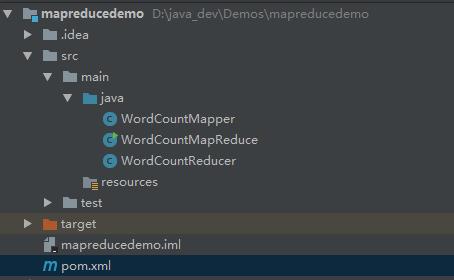 mapreducedemo D:\java_dev\Demos\mapreducedemo
.idea
src
main
java
C WordCountMapper
C WordCountMapReduce
C WordCountReducer
resources
test
target
mapreducedemo.iml
m pom.xml